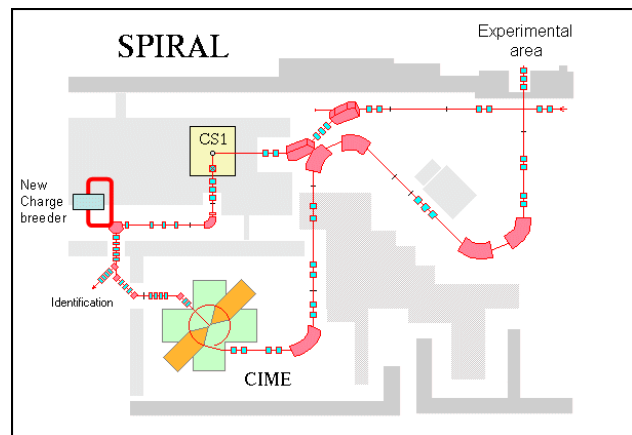 SPIRAL
Experimental
area
CS1
New
Charge
breeder
Identification
CIME